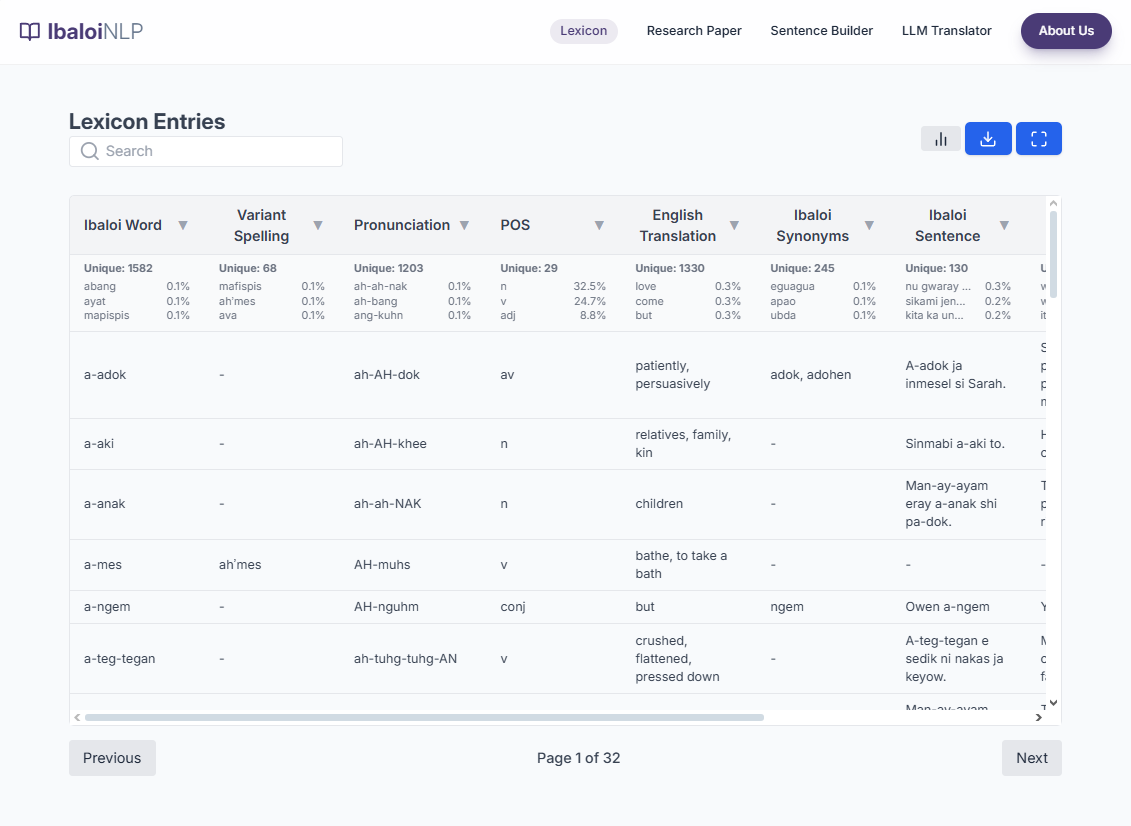 IbaloiNLP
Lexicon
Research Paper
Sentence Builder
LLM Translator
About Us
Lexicon Entries
Search
Ibaloi Word
Variant
Spelling
Pronunciation
POS
English
Translation
Ibaloi
Synonyms
Ibaloi
Sentence
Unique: 1582
abang 0.1%
ayat 0.1%
mapispis 0.1%
Unique: 68
mafispis 0.1%
ah'mes 0.1%
ava 0.1%
Unique: 1203
ah-ah-nak 0.1%
ah-bang 0.1%
ang-kuhn 0.1%
Unique: 29
n 32.5%
v 24.7%
adj 8.8%
Unique: 1330
love 0.3%
come 0.3%
but 0.3%
Unique: 245
eguagua 0.1%
apao 0.1%
ubda 0.1%
Unique: 130
nu gwaray ... 0.3%
sikami jen... 0.2%
kita ka un... 0.2%
a-adok
-
ah-AH-dok
av
patiently,
persuasively
adok, adohen
A-adok ja
inmesel si Sarah.
a-aki
-
ah-AH-khee
n
relatives, family,
kin
-
Sinmabi a-aki to.
a-anak
-
ah-ah-NAK
n
children
-
Man-ay-ayam
eray a-anak shi
pa-dok.
a-mes
ah'mes
AH-muhs
v
bathe, to take a
bath
-
-
-
a-ngem
-
AH-nguhm
conj
but
ngem
Owen a-ngem
a-teg-tegan
-
ah-tuhg-tuhg-AN
v
crushed,
flattened,
pressed down
-
A-teg-tegan e
sedik ni nakas ja
keyow.
Man-ay-ayam
Previous
Page 1 of 32
Next